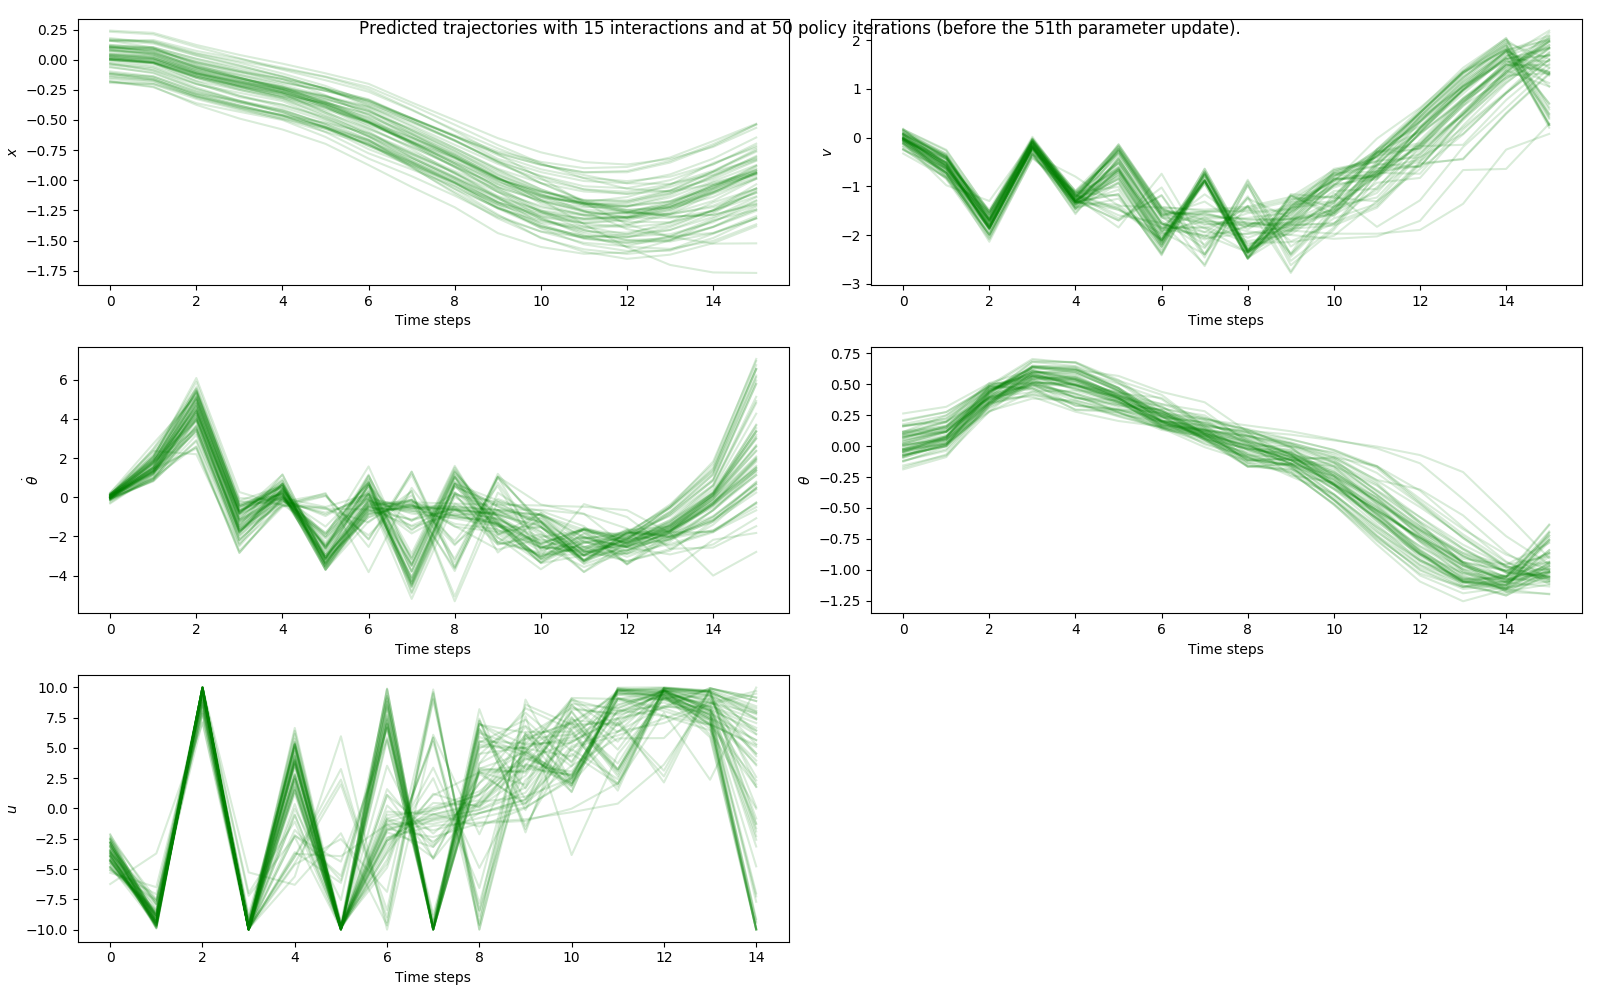 Predicted trajectories with 15 interactions and at 50 policy iterations (before the 51th parameter update).
0.25
0.00
−0.25
−0.50
−0.75
−1.00
−1.25
−1.50
−1.75
x
0 2 4 6 8 10 12 14
Time steps
2
1
0
−1
−2
−3
v
0 2 4 6 8 10 12 14
Time steps
6
4
2
0
−2
−4
θ̇
0 2 4 6 8 10 12 14
Time steps
0.75
0.50
0.25
0.00
−0.25
−0.50
−0.75
−1.00
−1.25
θ
0 2 4 6 8 10 12 14
Time steps
10.0
7.5
5.0
2.5
0.0
−2.5
−5.0
−7.5
−10.0
u
0 2 4 6 8 10 12 14
Time steps